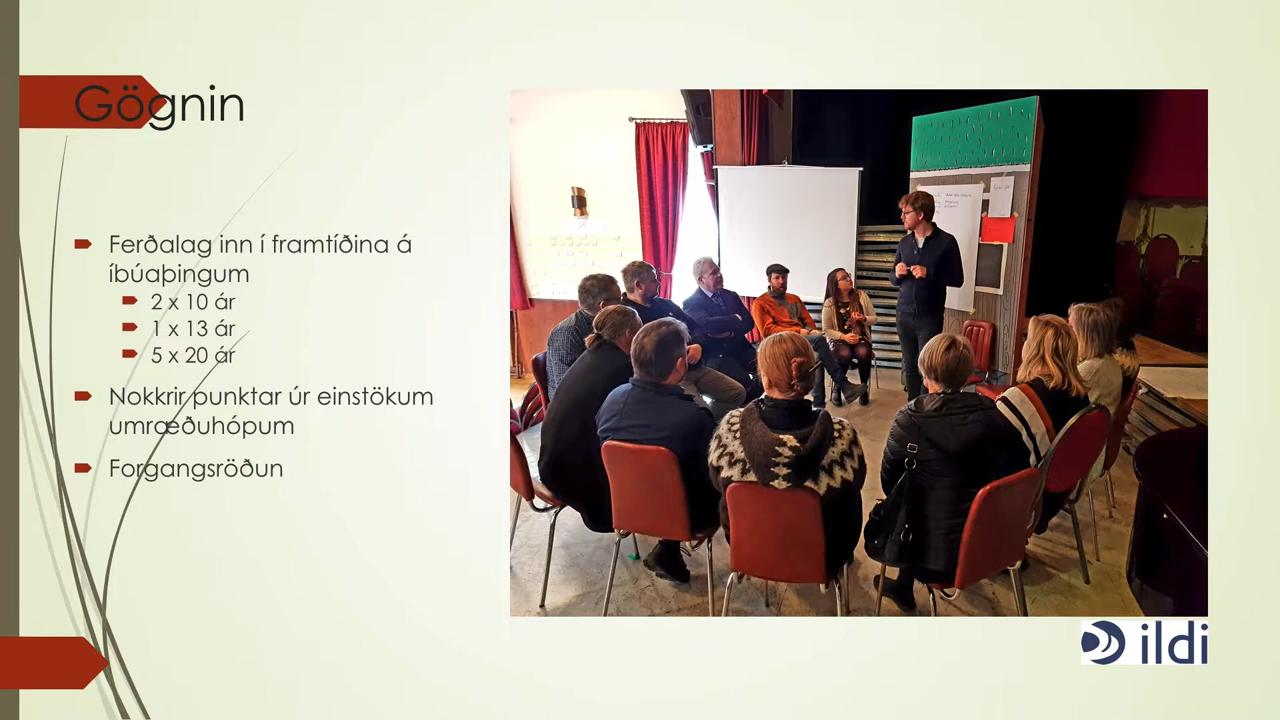 Gögnin
Ferðalag inn í framtíðina á
íbúaþingum
2 x 10 ár
1 x 13 ár
5 x 20 ár
Nokkrir punktar úr einstökum
umræðuhópum
Forgangsröðun
ildi